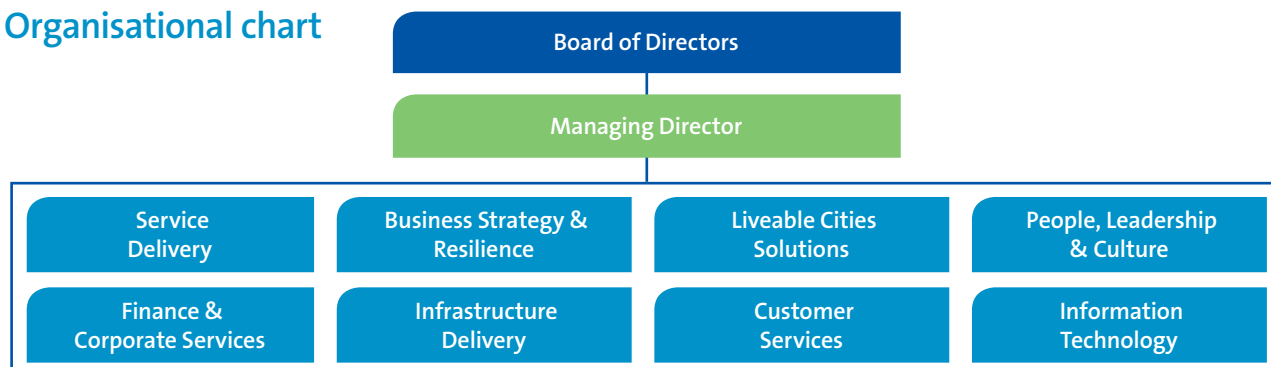 Organisational chart
Board of Directors
Managing Director
Service
Delivery
Business Strategy &
Resilience
Liveable Cities
Solutions
People, Leadership
& Culture
Finance &
Corporate Services
Infrastructure
Delivery
Customer
Services
Information
Technology